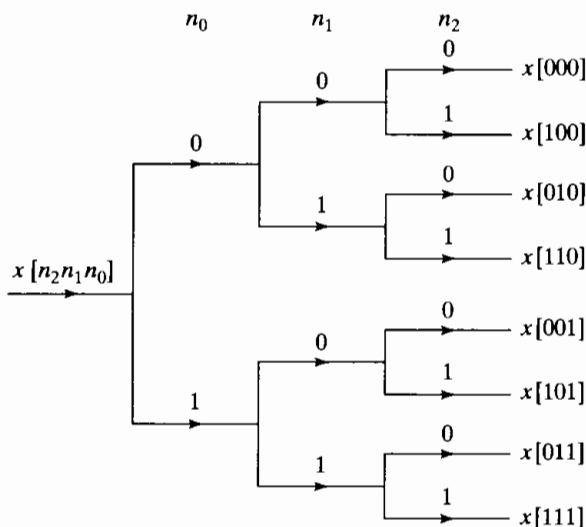 n₀ n₁ n₂
0
x[000]
0
1
x[100]
0
0
x[010]
1
1
x[110]
x[n₂n₁n₀]
0
x[001]
0
1
x[101]
1
0
x[011]
1
1
x[111]